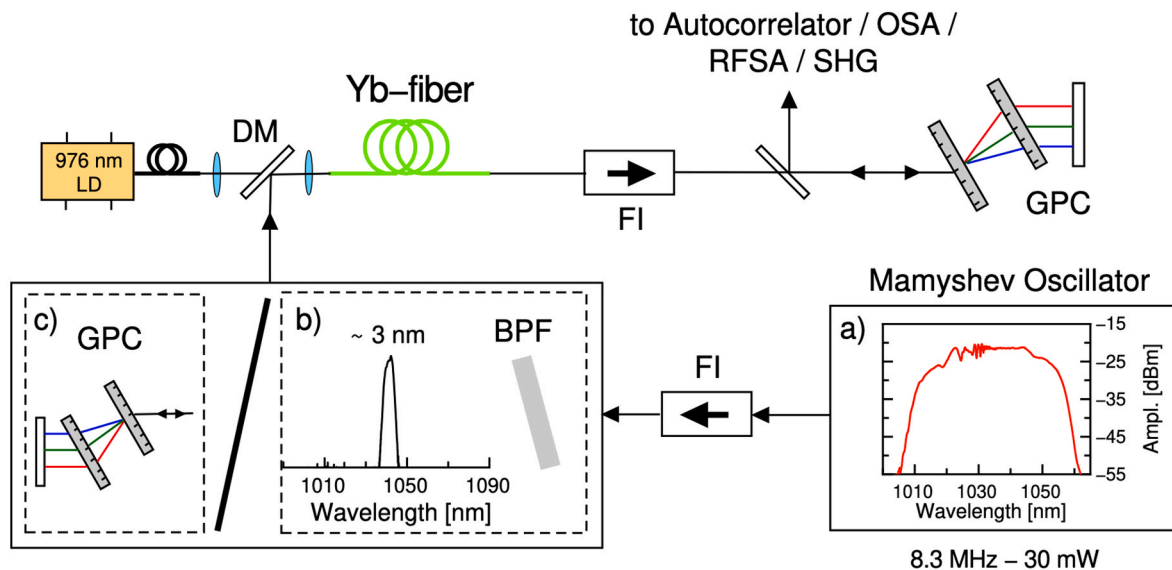 to Autocorrelator / OSA /
RFSA / SHG
Yb–fiber
DM
976 nm
LD
FI
GPC
Mamyshev Oscillator
c)
GPC
b)
~ 3 nm
BPF
1010 1050 1090
Wavelength [nm]
FI
a)
–15
–25
–35
–45
–55
Ampl. [dBm]
1010 1030 1050
Wavelength [nm]
8.3 MHz – 30 mW